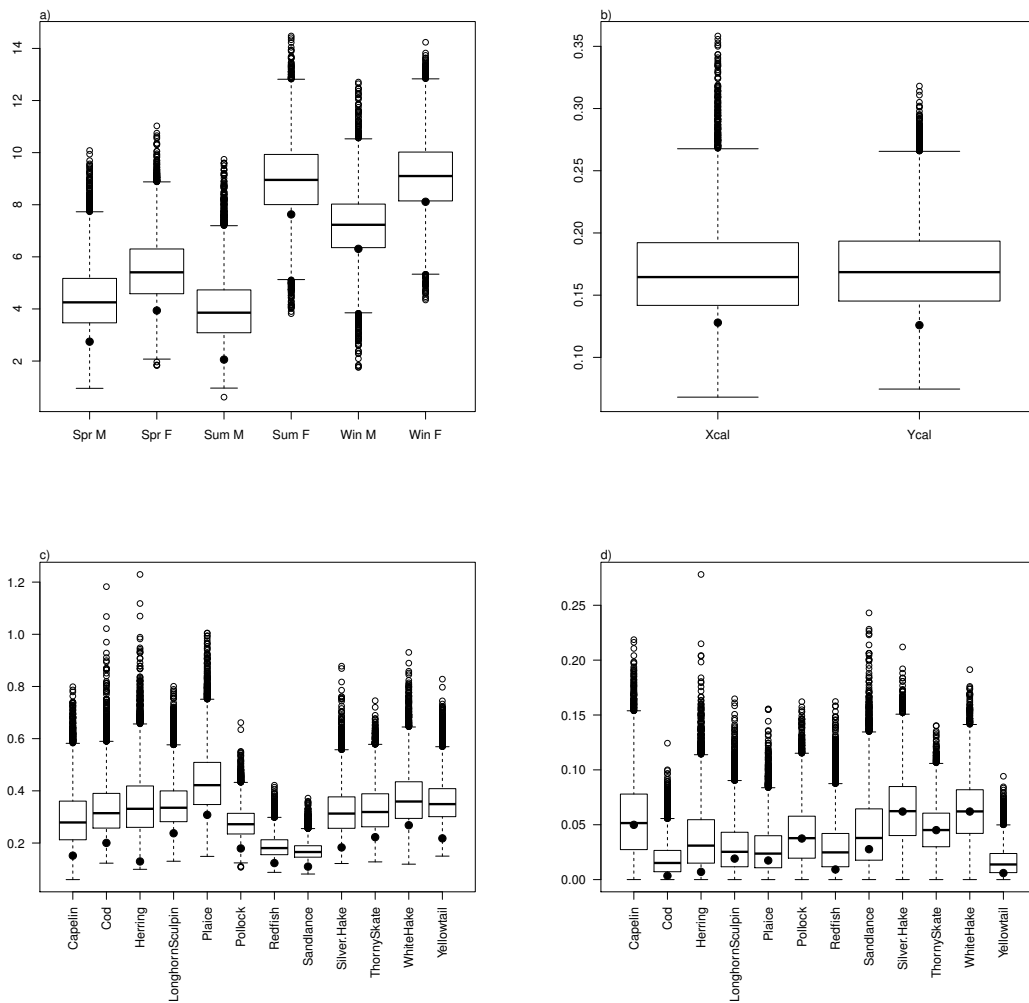 a)
14
12
10
8
6
4
2
Spr M Spr F Sum M Sum F Win M Win F
b)
0.35
0.30
0.25
0.20
0.15
0.10
Xcal Ycal
c)
1.2
1.0
0.8
0.6
0.4
0.2
Capelin
Cod
Herring
LonghornSculpin
Plaice
Pollock
Redfish
Sandlance
Silver.Hake
ThornySkate
WhiteHake
Yellowtail
d)
0.25
0.20
0.15
0.10
0.05
0.00
Capelin
Cod
Herring
LonghornSculpin
Plaice
Pollock
Redfish
Sandlance
Silver.Hake
ThornySkate
WhiteHake
Yellowtail